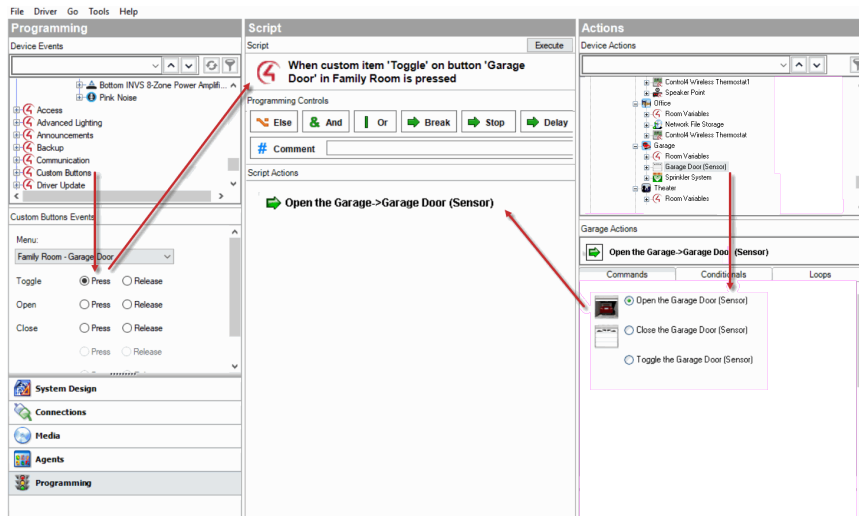 File Driver Go Tools Help
Programming
Device Events
Bottom INVS 8-Zone Power Amplifi...
Pink Noise
Access
Advanced Lighting
Announcements
Backup
Communication
Custom Buttons
Driver Update
Custom Buttons Events
Menu:
Family Room - Garage Door
Toggle Press Release
Open Press Release
Close Press Release
Press Release
System Design
Connections
Media
Agents
Programming
Script
Script Execute
When custom item 'Toggle' on button 'Garage
Door' in Family Room is pressed
Programming Controls
Else And Or Break Stop Delay
# Comment
Script Actions
Open the Garage->Garage Door (Sensor)
Actions
Device Actions
Control4 Wireless Thermostat1
Speaker Point
Office
Room Variables
Network File Storage
Control4 Wireless Thermostat
Garage
Room Variables
Garage Door (Sensor)
Sprinkler System
Theater
Room Variables
Garage Actions
Open the Garage->Garage Door (Sensor)
Commands Conditionals Loops
Open the Garage Door (Sensor)
Close the Garage Door (Sensor)
Toggle the Garage Door (Sensor)